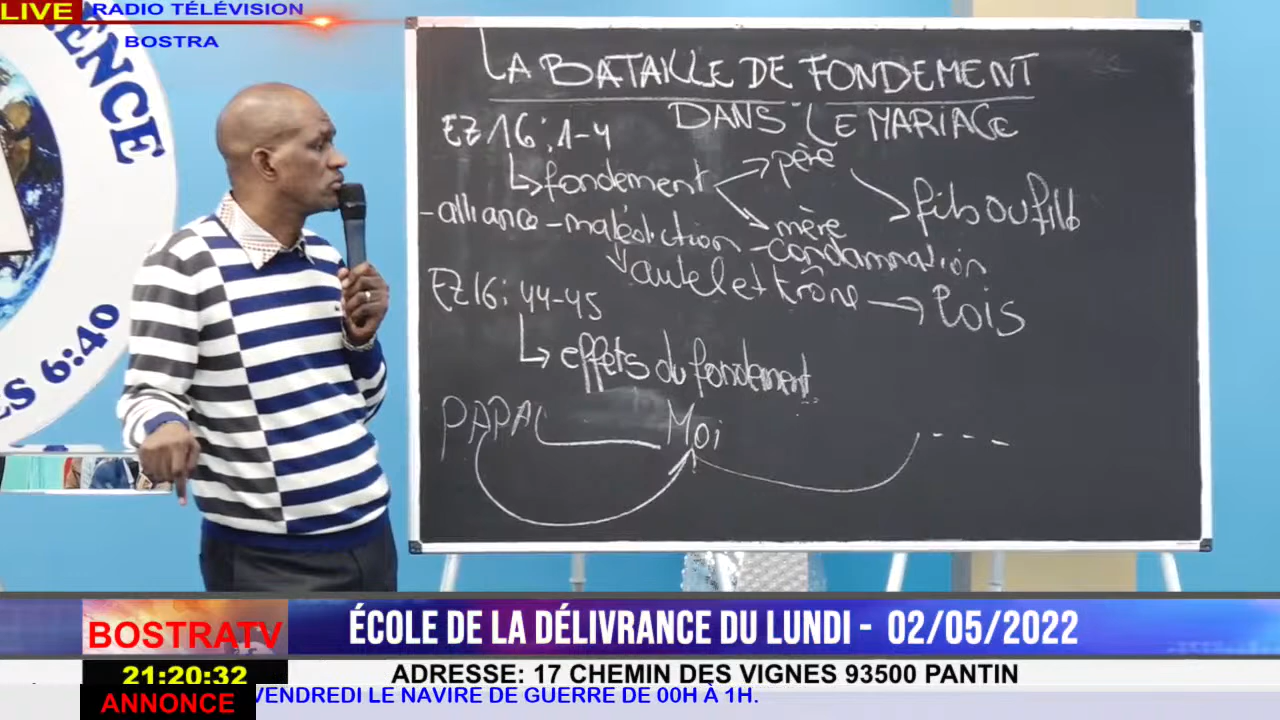 LIVE
RADIO TÉLÉVISION
BOSTRA
ENCE
S 6:40
LA BATAILLE DE FONDEMENT
DANS LE MARIAGE
EZ 16 : 1-4
↳ fondement
père
mère
fils ou fille
- alliance - malédiction - condamnation
autel et trône → lois
EZ 16 : 44-45
↳ effets du fondement
PAPA Moi - - -
BOSTRATV
ÉCOLE DE LA DÉLIVRANCE DU LUNDI - 02/05/2022
21:20:32
ADRESSE: 17 CHEMIN DES VIGNES 93500 PANTIN
ANNONCE
VENDREDI LE NAVIRE DE GUERRE DE 00H À 1H.